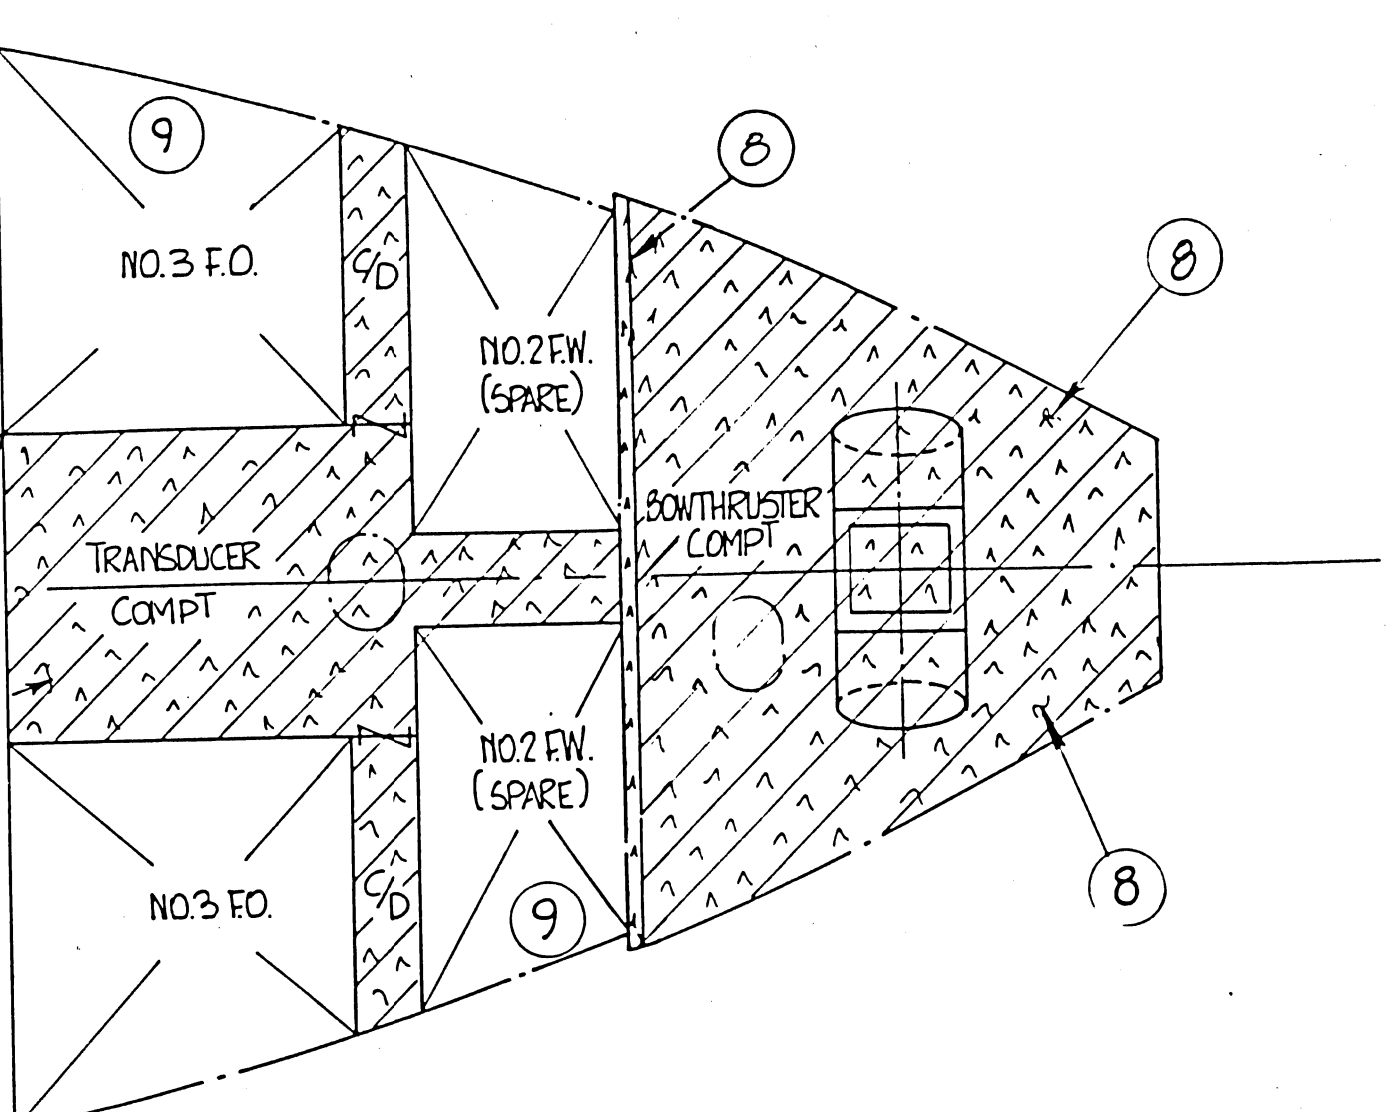 9
8
8
NO.3 F.O.
C/D
NO.2 F.W.
(SPARE)
BOWTHRUSTER
COMPT
TRANSDUCER
COMPT
NO.2 F.W.
(SPARE)
NO.3 F.O.
C/D
9
8